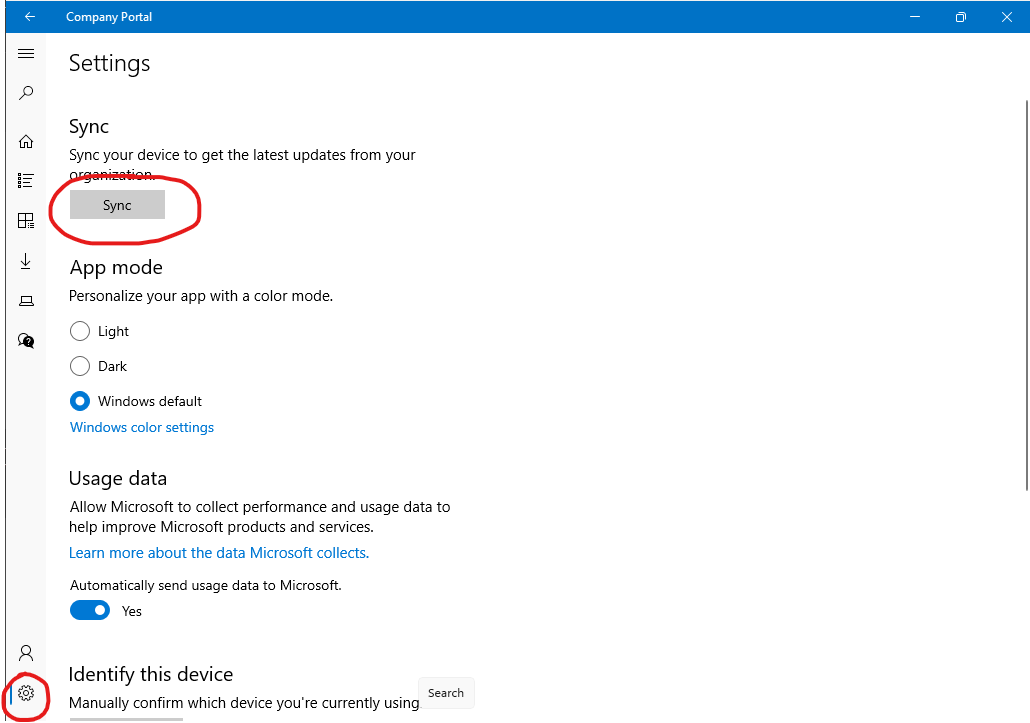 Company Portal
Settings
Sync
Sync your device to get the latest updates from your
organization.
Sync
App mode
Personalize your app with a color mode.
Light
Dark
Windows default
Windows color settings
Usage data
Allow Microsoft to collect performance and usage data to
help improve Microsoft products and services.
Learn more about the data Microsoft collects.
Automatically send usage data to Microsoft.
Yes
Identify this device
Manually confirm which device you're currently using.
Search